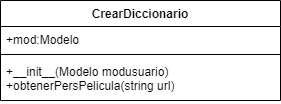 CrearDiccionario
+mod:Modelo
+__init__(Modelo modusuario)
+obtenerPersPelicula(string url)